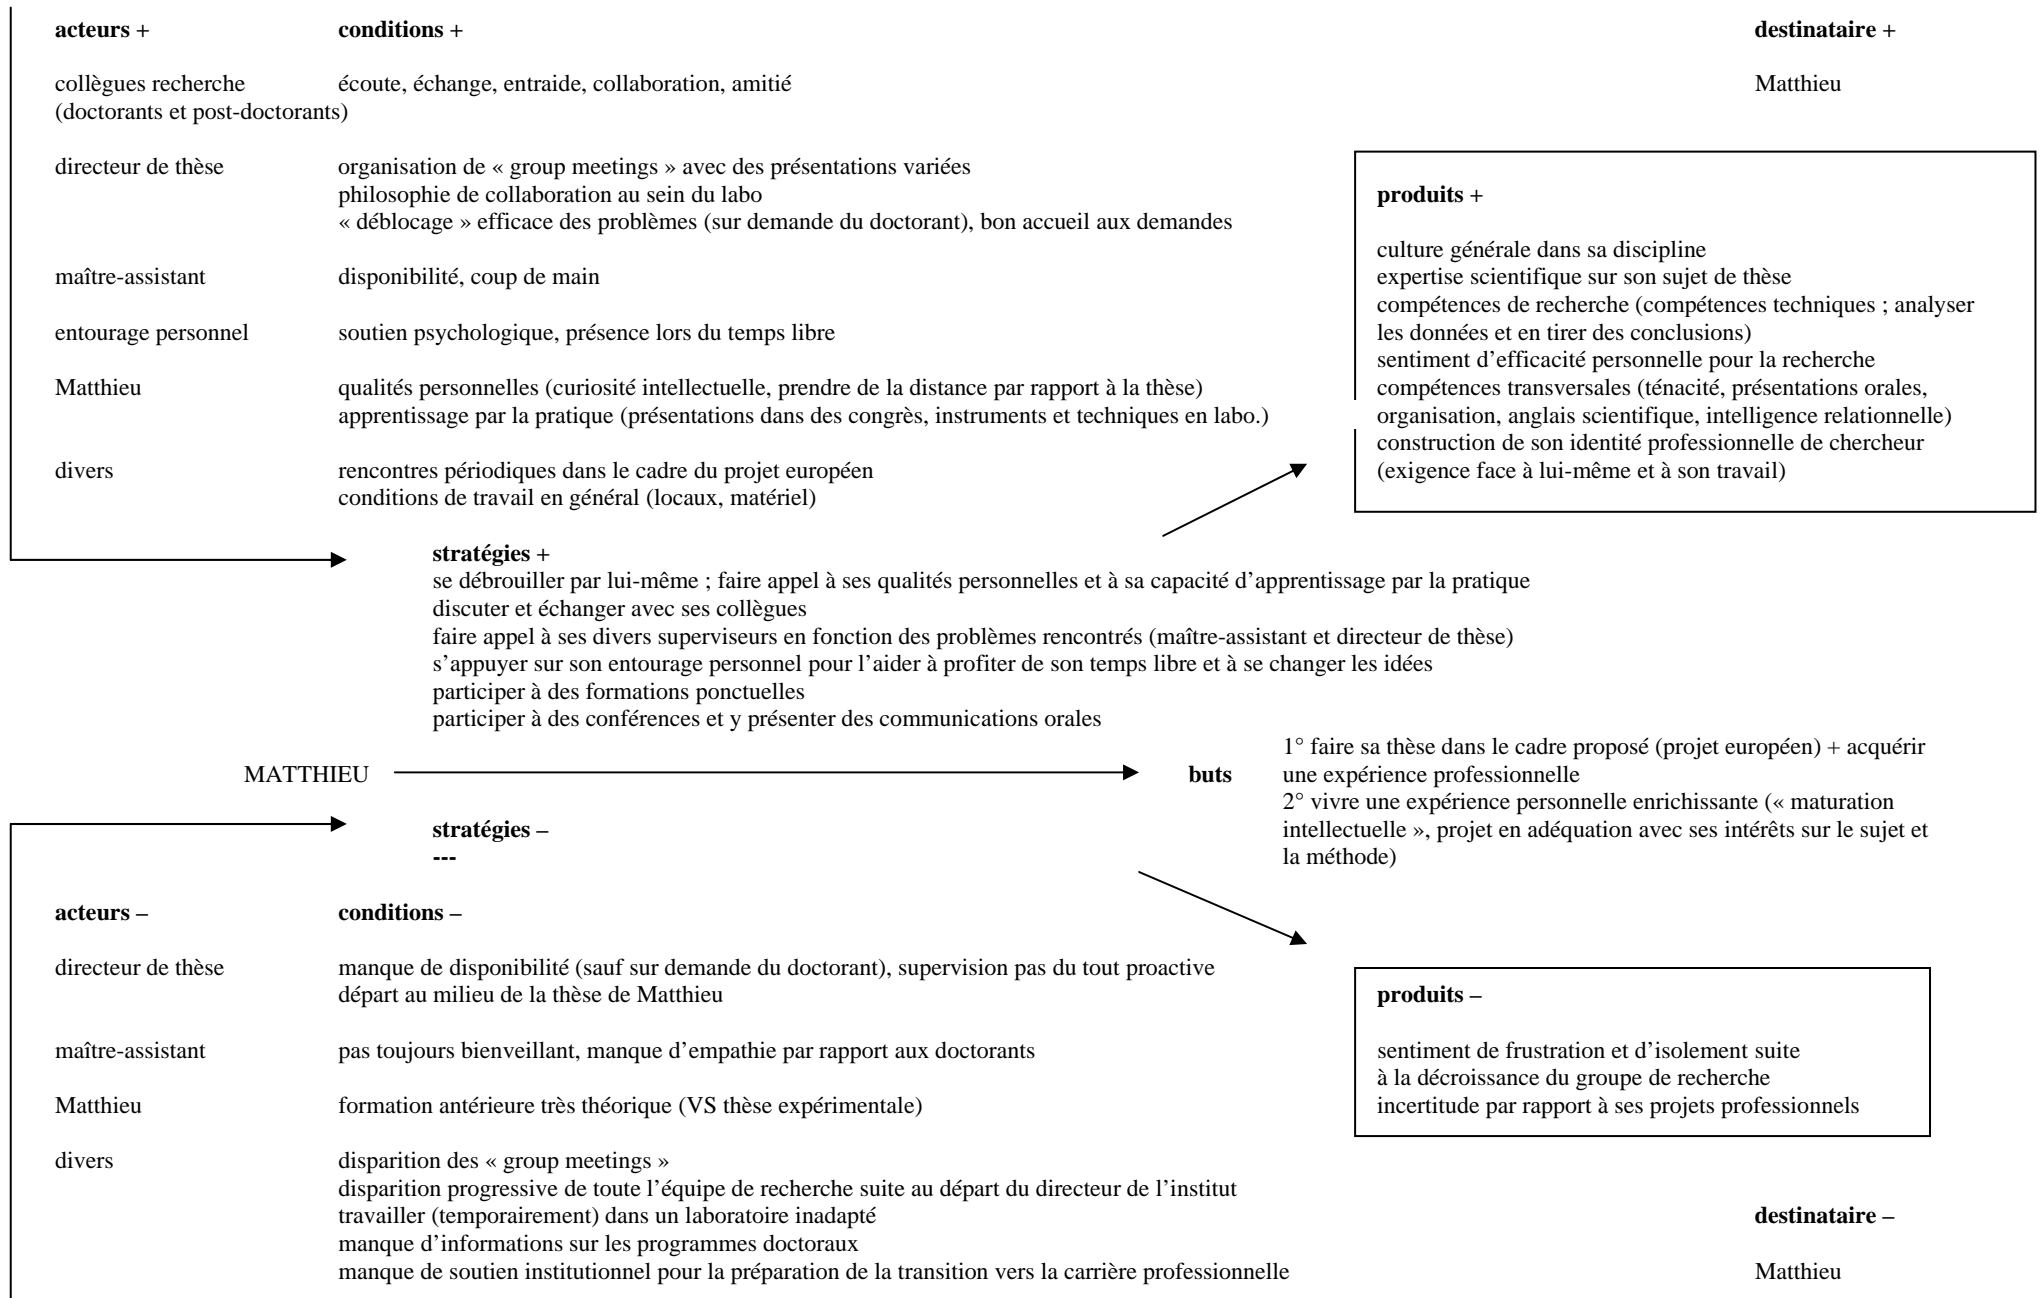 acteurs + conditions + destinataire +
collègues recherche écoute, échange, entraide, collaboration, amitié Matthieu
(doctorants et post-doctorants)
directeur de thèse organisation de « group meetings » avec des présentations variées
philosophie de collaboration au sein du labo
« déblocage » efficace des problèmes (sur demande du doctorant), bon accueil aux demandes
maître-assistant disponibilité, coup de main
entourage personnel soutien psychologique, présence lors du temps libre
Matthieu qualités personnelles (curiosité intellectuelle, prendre de la distance par rapport à la thèse)
apprentissage par la pratique (présentations dans des congrès, instruments et techniques en labo.)
divers rencontres périodiques dans le cadre du projet européen
conditions de travail en général (locaux, matériel)
produits +
culture générale dans sa discipline
expertise scientifique sur son sujet de thèse
compétences de recherche (compétences techniques ; analyser
les données et en tirer des conclusions)
sentiment d’efficacité personnelle pour la recherche
compétences transversales (ténacité, présentations orales,
organisation, anglais scientifique, intelligence relationnelle)
construction de son identité professionnelle de chercheur
(exigence face à lui-même et à son travail)
stratégies +
se débrouiller par lui-même ; faire appel à ses qualités personnelles et à sa capacité d’apprentissage par la pratique
discuter et échanger avec ses collègues
faire appel à ses divers superviseurs en fonction des problèmes rencontrés (maître-assistant et directeur de thèse)
s’appuyer sur son entourage personnel pour l’aider à profiter de son temps libre et à se changer les idées
participer à des formations ponctuelles
participer à des conférences et y présenter des communications orales
MATTHIEU buts
1° faire sa thèse dans le cadre proposé (projet européen) + acquérir
une expérience professionnelle
2° vivre une expérience personnelle enrichissante (« maturation
intellectuelle », projet en adéquation avec ses intérêts sur le sujet et
la méthode)
stratégies –
---
acteurs – conditions –
directeur de thèse manque de disponibilité (sauf sur demande du doctorant), supervision pas du tout proactive
départ au milieu de la thèse de Matthieu
maître-assistant pas toujours bienveillant, manque d’empathie par rapport aux doctorants
Matthieu formation antérieure très théorique (VS thèse expérimentale)
divers disparition des « group meetings »
disparition progressive de toute l’équipe de recherche suite au départ du directeur de l’institut
travailler (temporairement) dans un laboratoire inadapté
manque d’informations sur les programmes doctoraux
manque de soutien institutionnel pour la préparation de la transition vers la carrière professionnelle
produits –
sentiment de frustration et d’isolement suite
à la décroissance du groupe de recherche
incertitude par rapport à ses projets professionnels
destinataire –
Matthieu